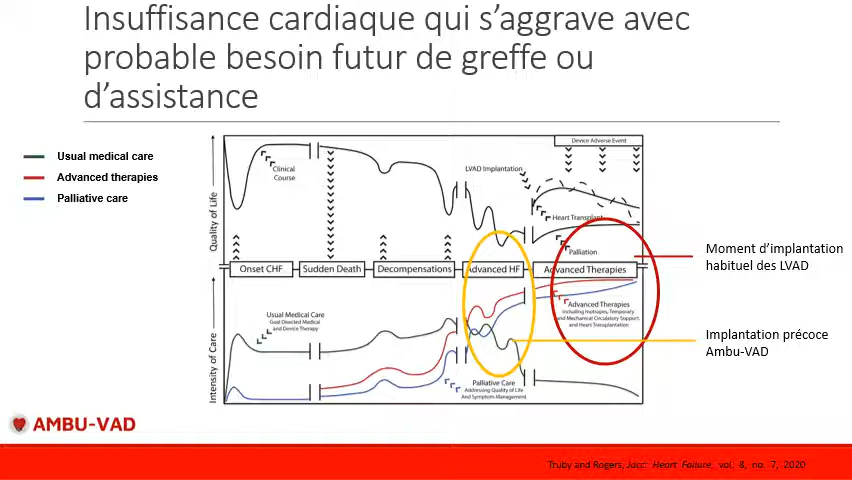 Insuffisance cardiaque qui s’aggrave avec
probable besoin futur de greffe ou
d’assistance
Usual medical care
Advanced therapies
Palliative care
Quality of Life
Device Adverse Event
Clinical
Course
LVAD Implantation
Heart Transplant
Palliation
Onset CHF
Sudden Death
Decompensations
Advanced HF
Advanced Therapies
Intensity of Care
Usual Medical Care
Goal Directed Medical
and Device Therapy
Advanced Therapies
Including Inotropes, Temporary
and Mechanical Circulatory Support,
and Heart Transplantation
Palliative Care
Addressing Quality of Life
And Symptom Management
Moment d’implantation
habituel des LVAD
Implantation précoce
Ambu-VAD
AMBU-VAD
Truby and Rogers, Jacc: Heart Failure, vol. 8, no. 7, 2020